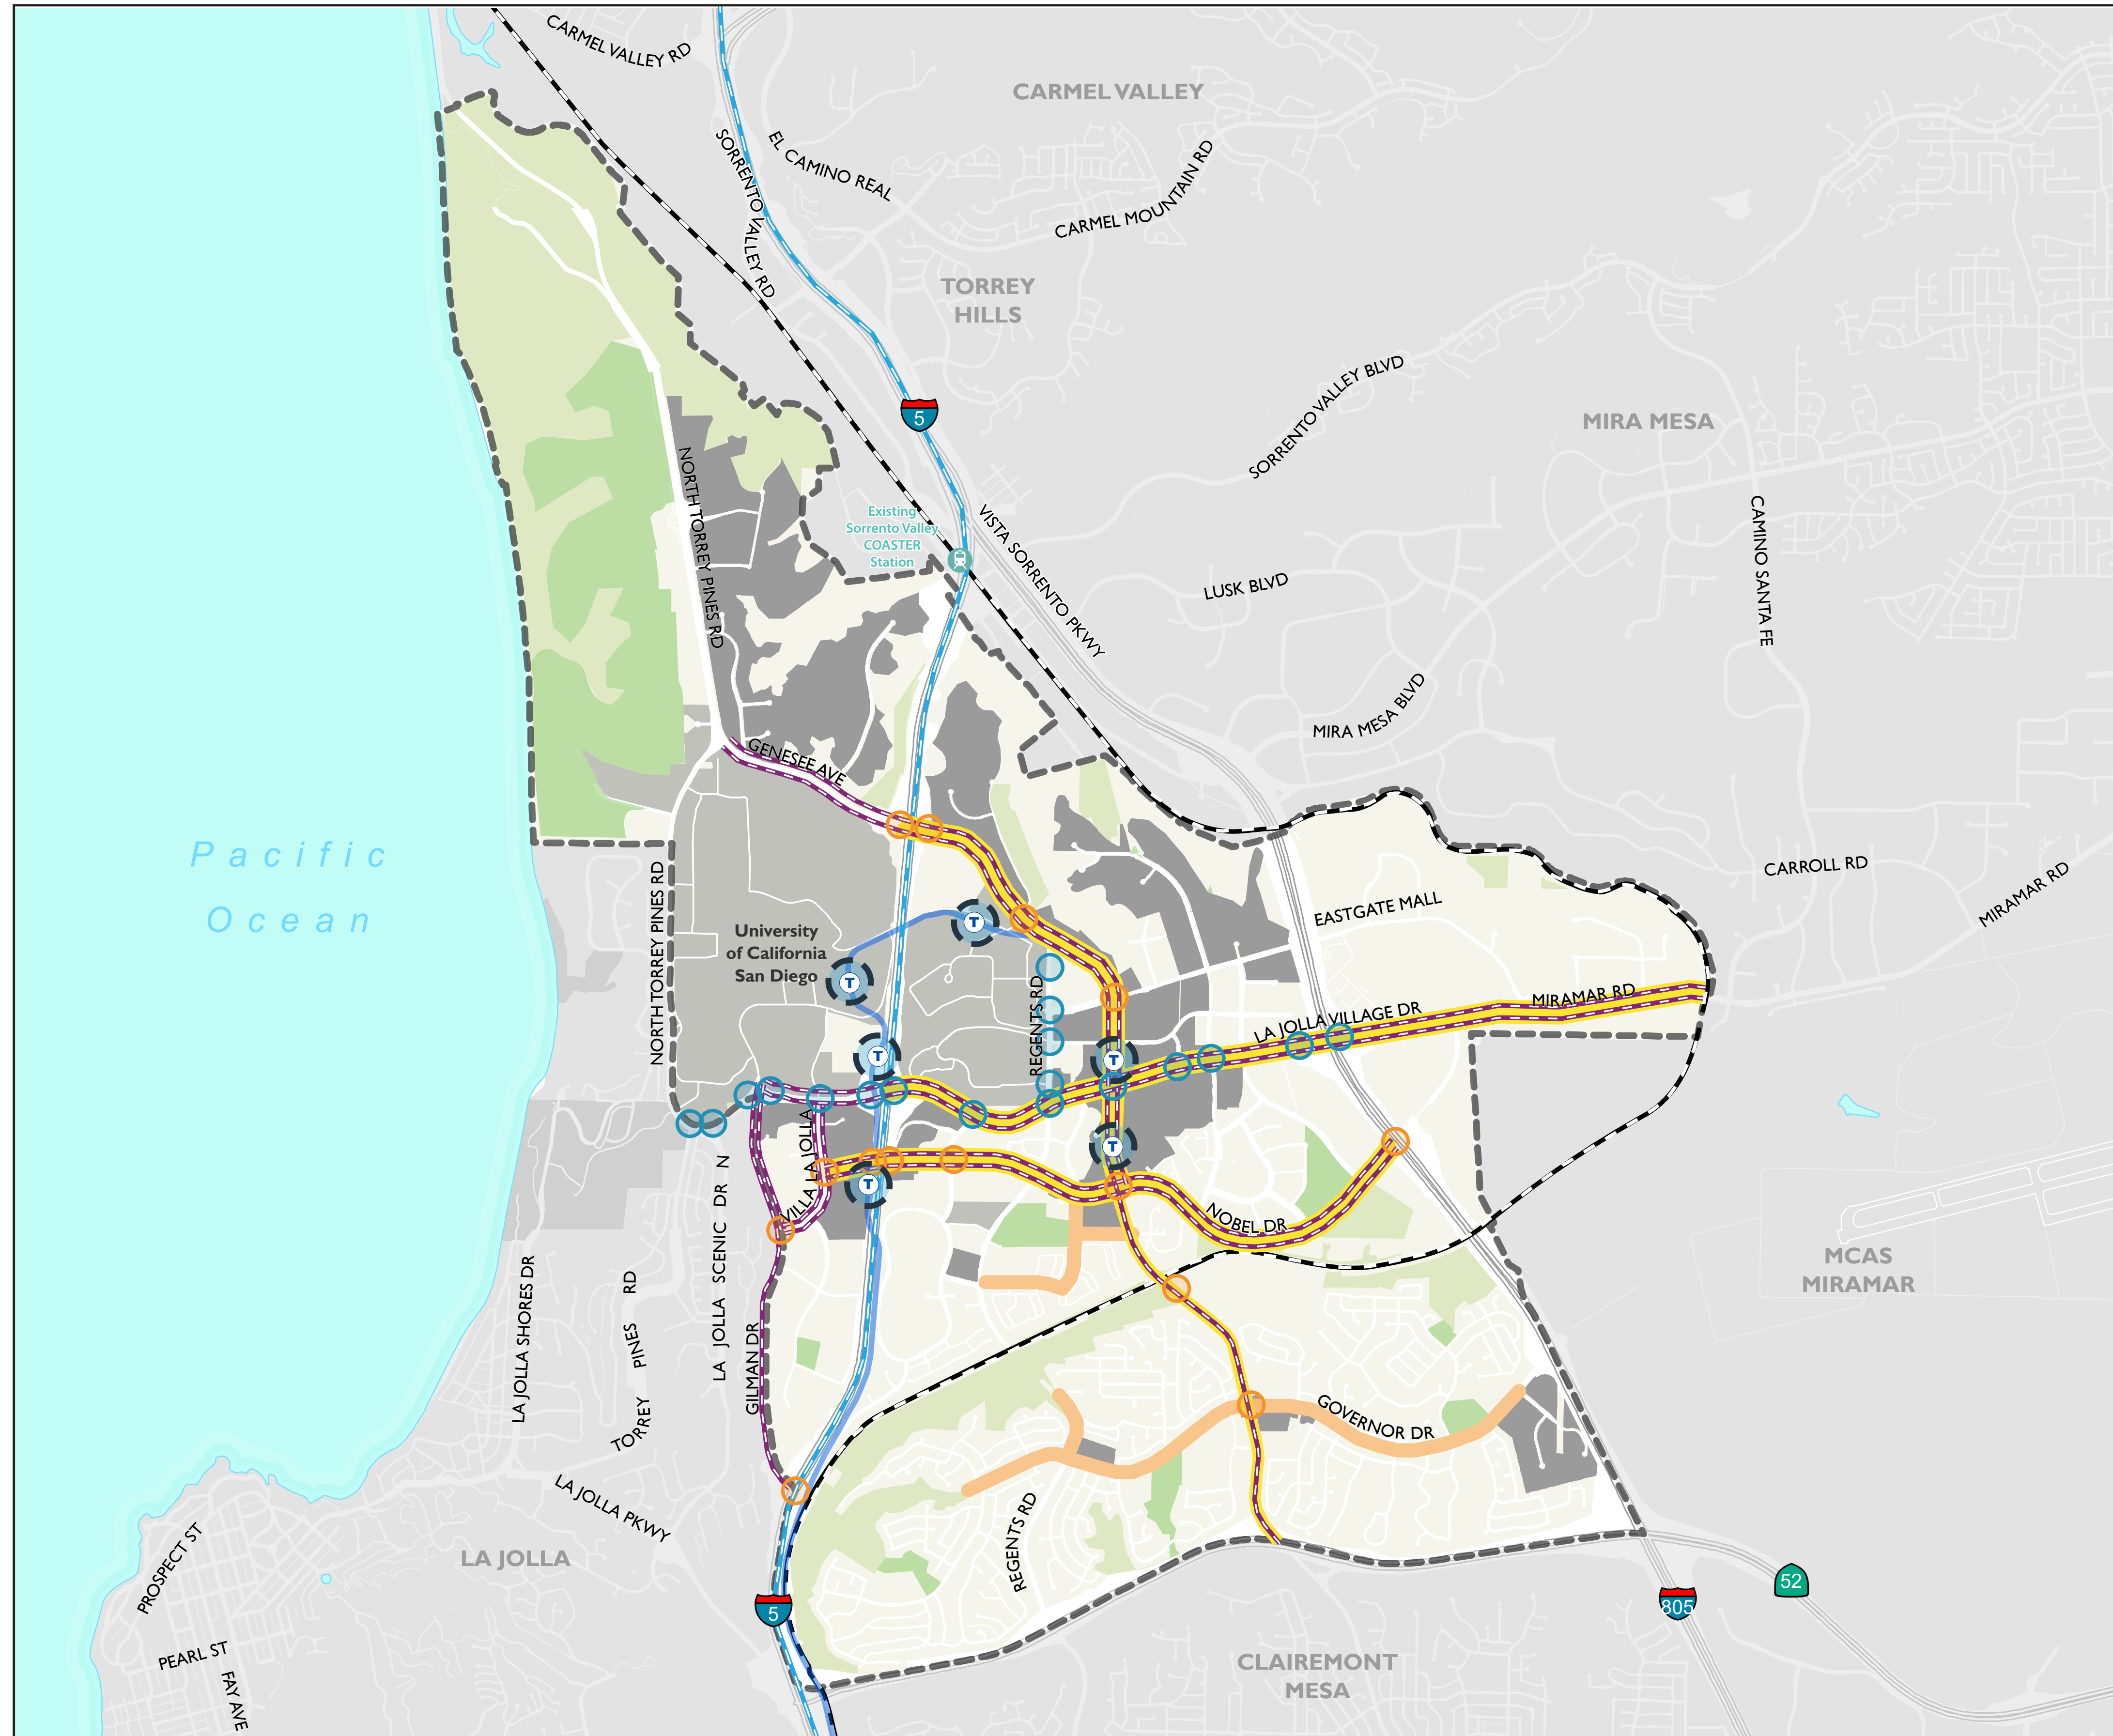 CARMEL VALLEY RD
CARMEL VALLEY
SORRENTO VALLEY RD
EL CAMINO REAL
CARMEL MOUNTAIN RD
TORREY
HILLS
5
SORRENTO VALLEY BLVD
MIRA MESA
NORTH TORREY PINES RD
Existing
Sorrento Valley
COASTER
Station
VISTA SORRENTO PKWY
CAMINO SANTA FE
LUSK BLVD
MIRA MESA BLVD
GENESEE AVE
Pacific
Ocean
NORTH TORREY PINES RD
University
of California
San Diego
T
T
T
T
T
T
REGENTS RD
EASTGATE MALL
CARROLL RD
MIRAMAR RD
LA JOLLA VILLAGE DR
MIRAMAR RD
VILLA LA JOLLA
NOBEL DR
MCAS
MIRAMAR
LA JOLLA SHORES DR
TORREY PINES RD
LA JOLLA SCENIC DR N
GILMAN DR
GOVERNOR DR
LA JOLLA PKWY
REGENTS RD
LA JOLLA
PROSPECT ST
PEARL ST
FAY AVE
5
52
805
CLAIREMONT
MESA